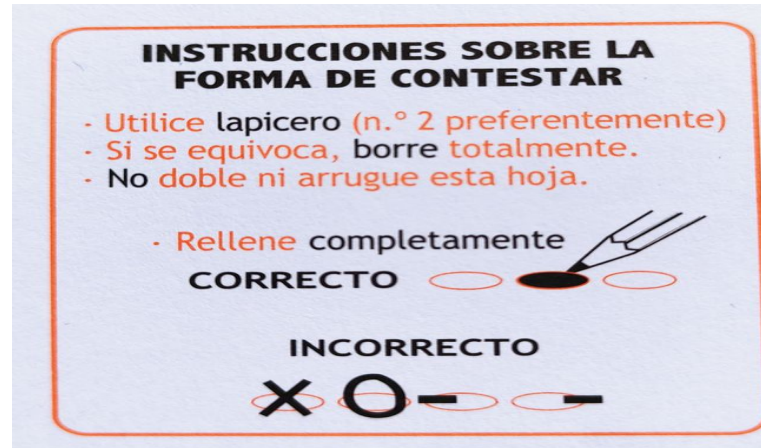 INSTRUCCIONES SOBRE LA
FORMA DE CONTESTAR
· Utilice lapicero (n.º 2 preferentemente)
· Si se equivoca, borre totalmente.
· No doble ni arrugue esta hoja.
· Rellene completamente
CORRECTO
INCORRECTO